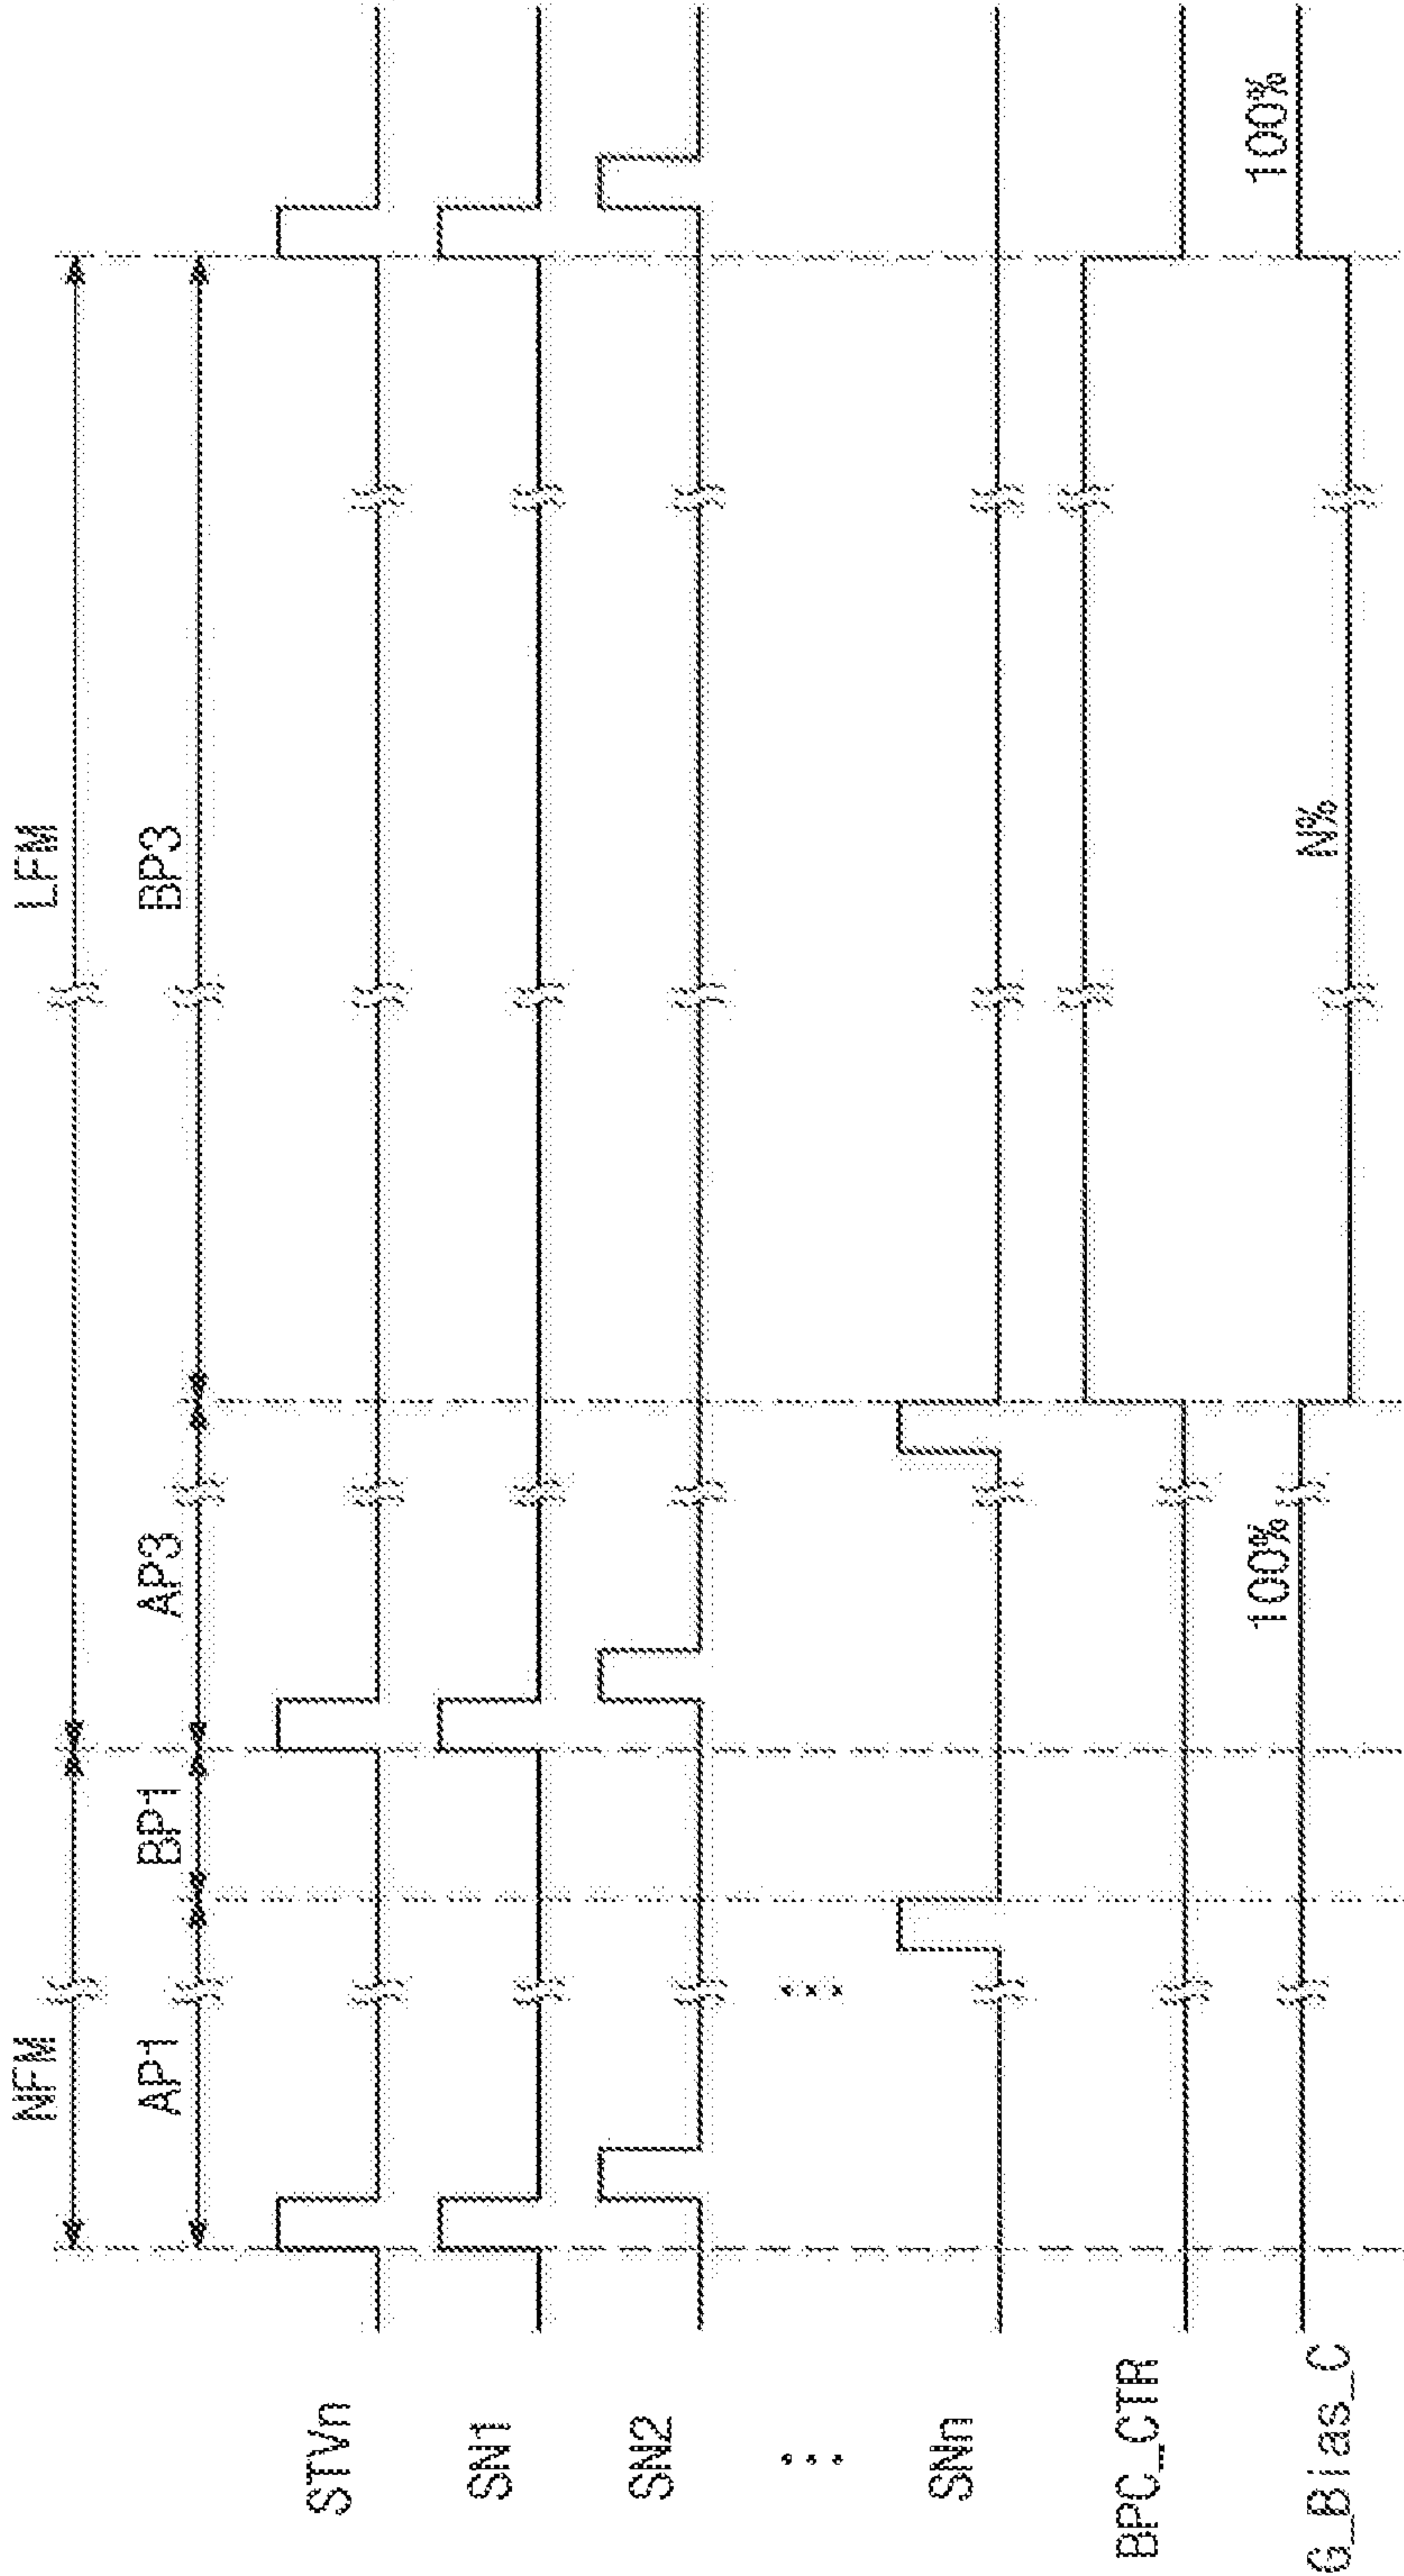 NFM LFM
AP1 BP1 AP3 BP3
STVn
SN1
SN2
...
...
SNn
BPC_CTR
100% 100%
G_Bias_C N%